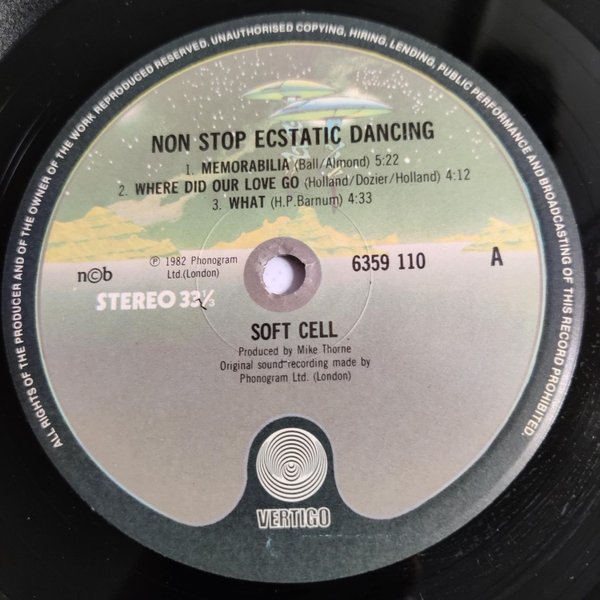 ALL RIGHTS OF THE PRODUCER AND OF THE OWNER OF THE WORK REPRODUCED RESERVED. UNAUTHORISED COPYING, HIRING, LENDING, PUBLIC PERFORMANCE AND BROADCASTING OF THIS RECORD PROHIBITED.
NON STOP ECSTATIC DANCING
1. MEMORABILIA (Ball/Almond) 5:22
2. WHERE DID OUR LOVE GO (Holland/Dozier/Holland) 4:12
3. WHAT (H.P.Barnum) 4:33
n©b
℗ 1982 Phonogram
Ltd.(London)
6359 110
A
STEREO 33⅓
SOFT CELL
Produced by Mike Thorne
Original sound recording made by
Phonogram Ltd. (London)
VERTIGO